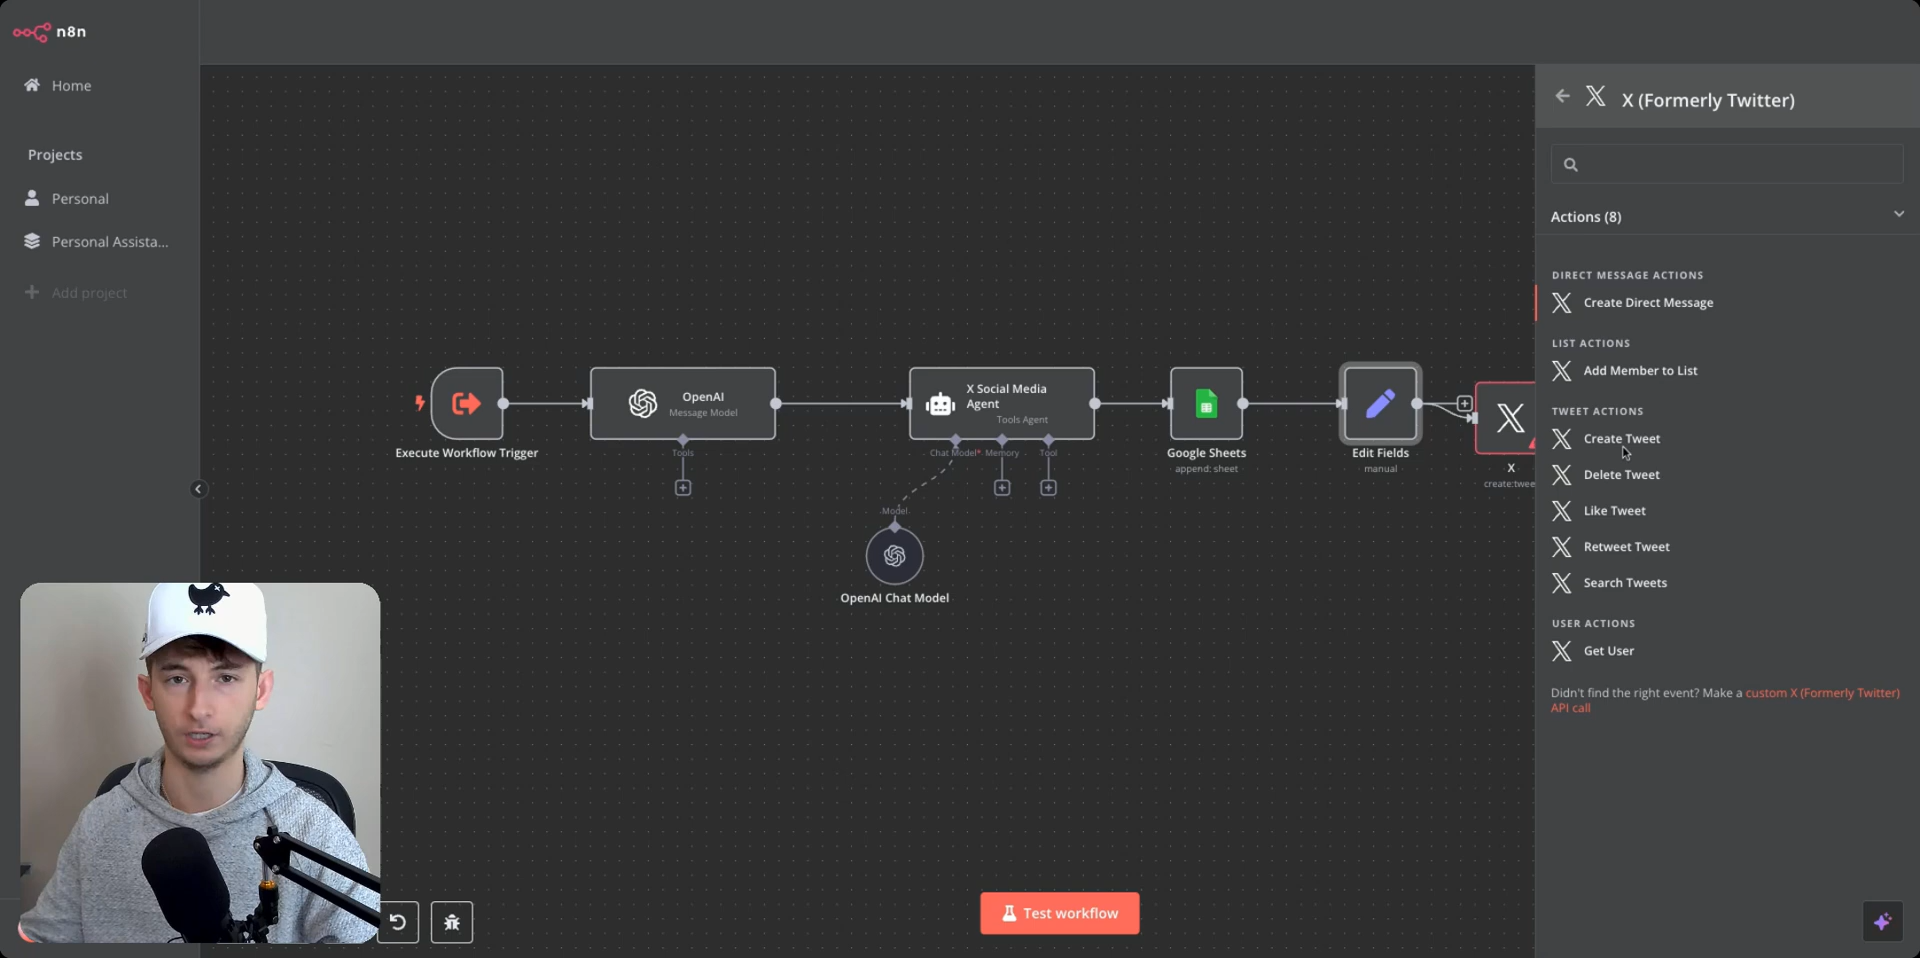 n8n
Home
Projects
Personal
Personal Assista...
Add project
Execute Workflow Trigger
OpenAI
Message Model
Tools
X Social Media
Agent
Tools Agent
Chat Model*
Memory
Tool
Model
OpenAI Chat Model
Google Sheets
append: sheet
Edit Fields
manual
X
create:twee
Test workflow
X (Formerly Twitter)
Actions (8)
DIRECT MESSAGE ACTIONS
Create Direct Message
LIST ACTIONS
Add Member to List
TWEET ACTIONS
Create Tweet
Delete Tweet
Like Tweet
Retweet Tweet
Search Tweets
USER ACTIONS
Get User
Didn't find the right event? Make a custom X (Formerly Twitter)
API call